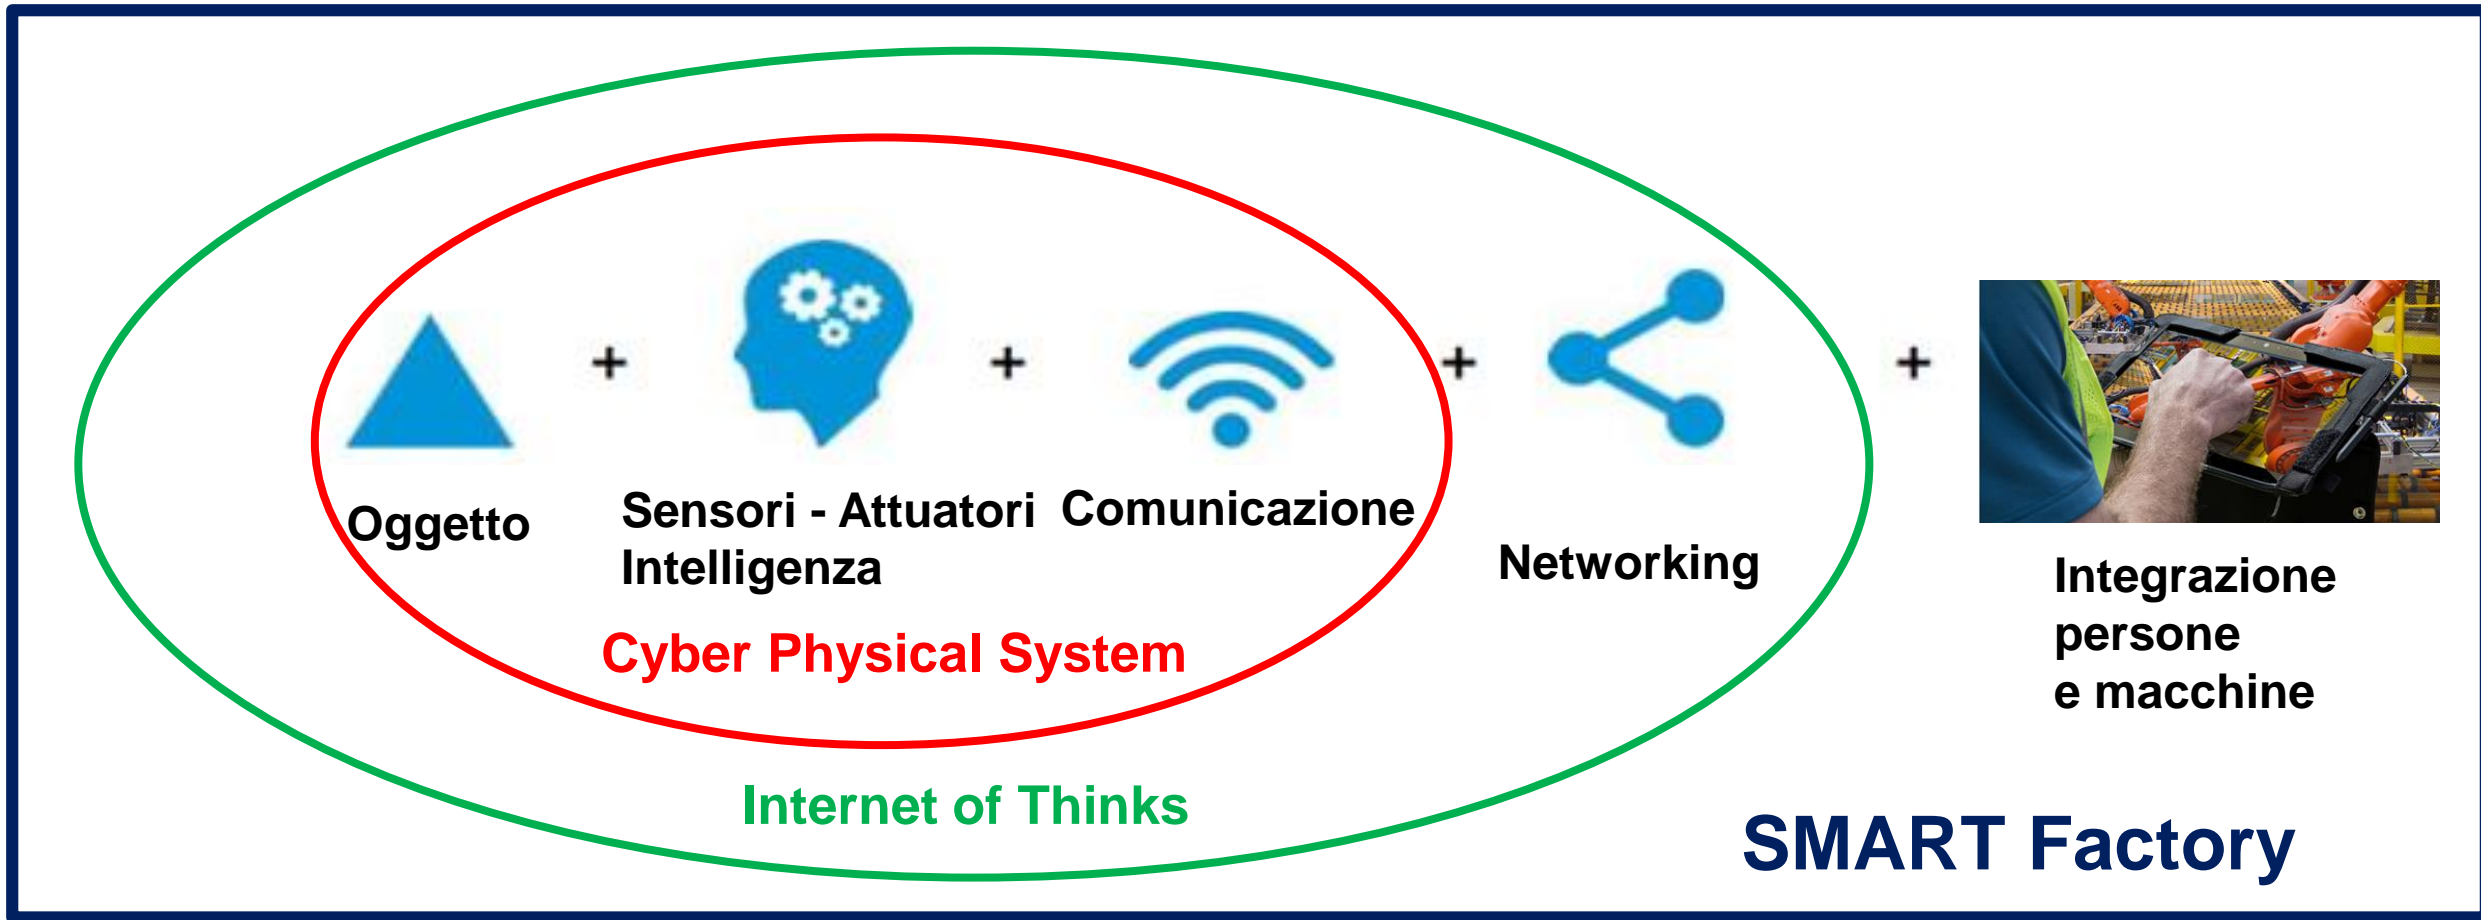 Oggetto
Sensori - Attuatori
Intelligenza
Comunicazione
Networking
Integrazione
persone
e macchine
Cyber Physical System
Internet of Thinks
SMART Factory